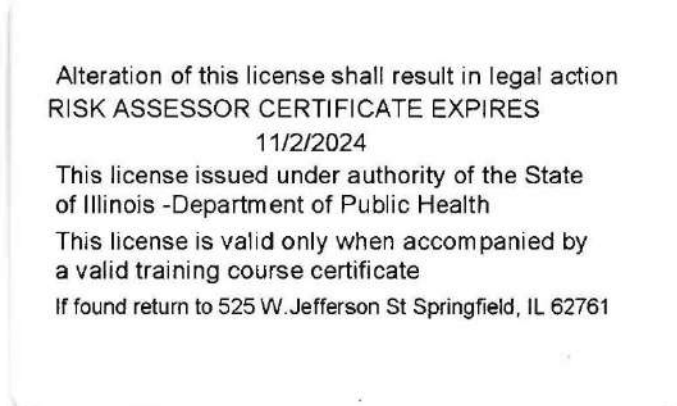 Alteration of this license shall result in legal action
RISK ASSESSOR CERTIFICATE EXPIRES
11/2/2024
This license issued under authority of the State
of Illinois -Department of Public Health
This license is valid only when accompanied by
a valid training course certificate
If found return to 525 W.Jefferson St Springfield, IL 62761